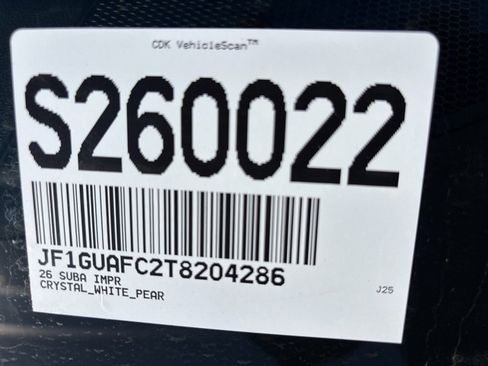 CDK VehicleScan™
S260022
JF1GUAFC2T8204286
26 SUBA IMPR
CRYSTAL_WHITE_PEAR
J25